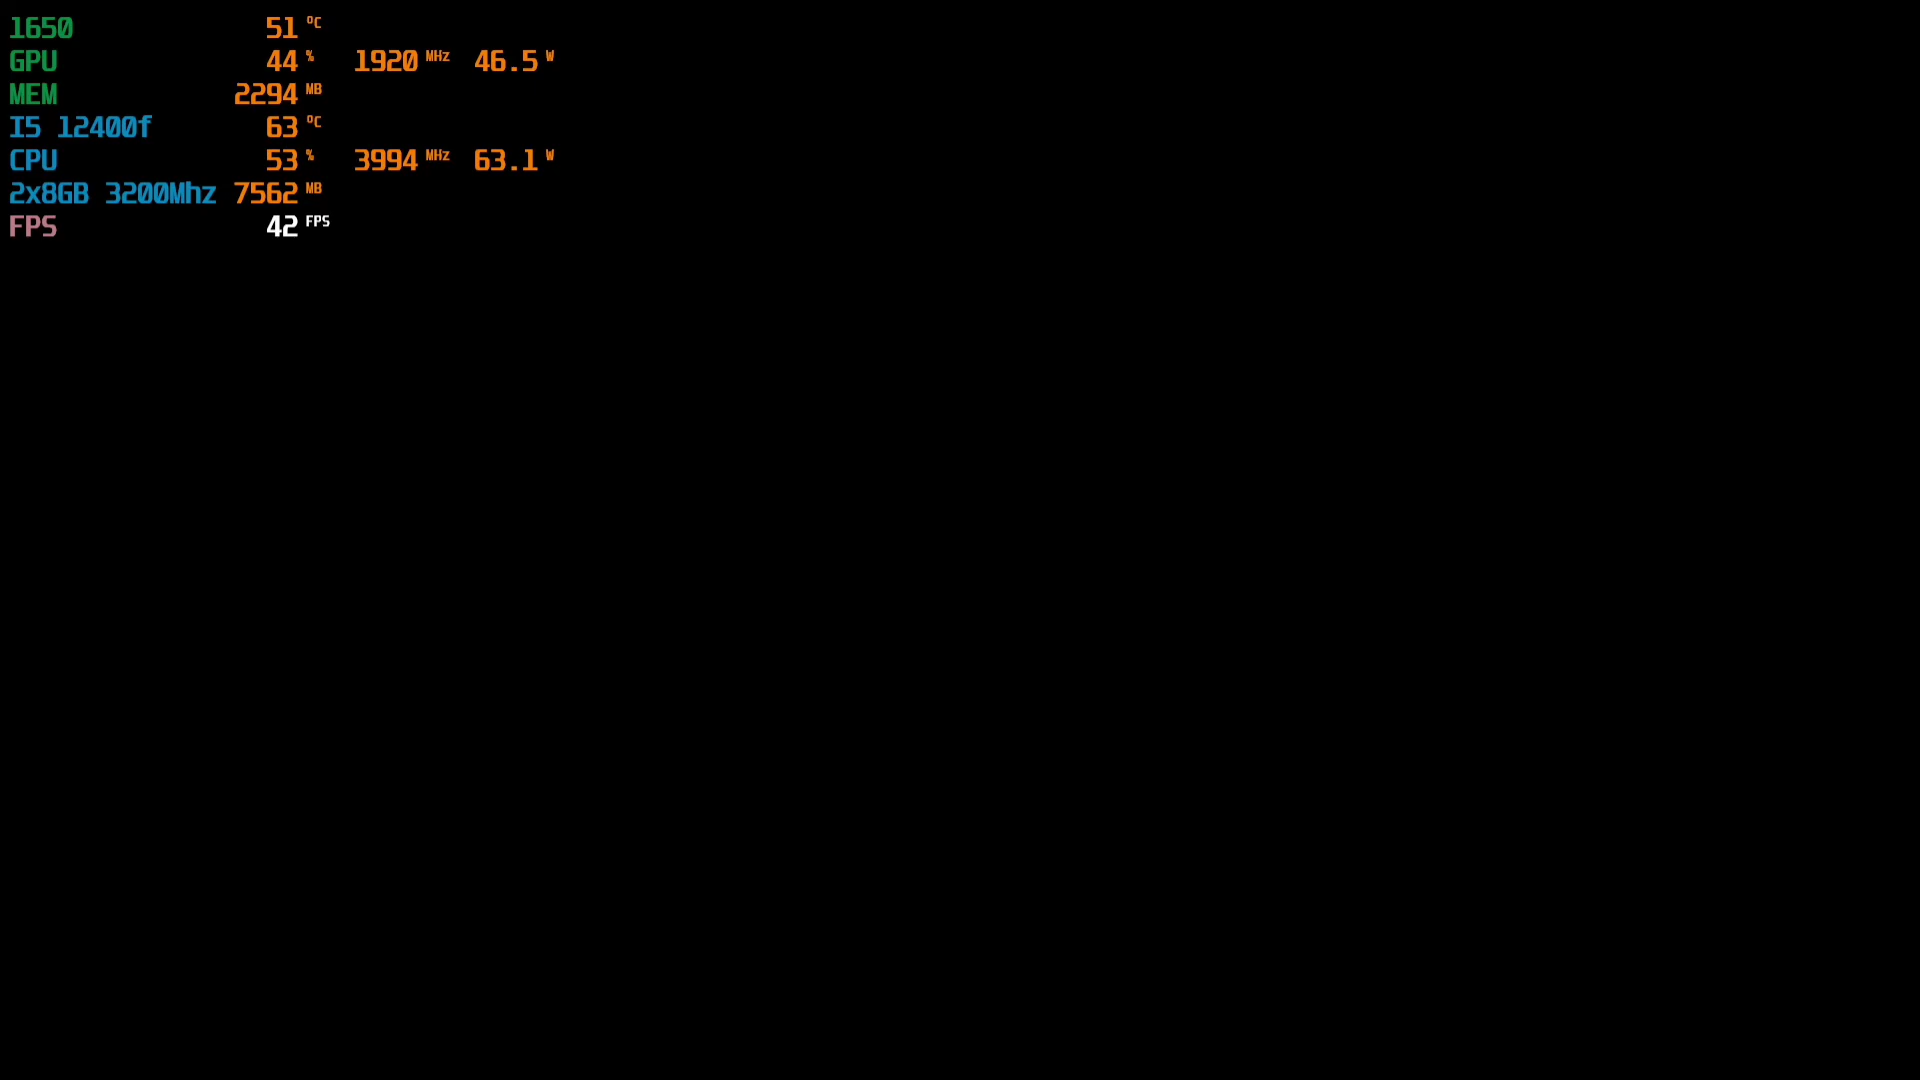 1650 51 °C
GPU 44 % 1920 MHz 46.5 W
MEM 2294 MB
I5 12400f 63 °C
CPU 53 % 3994 MHz 63.1 W
2x8GB 3200Mhz 7562 MB
FPS 42 FPS